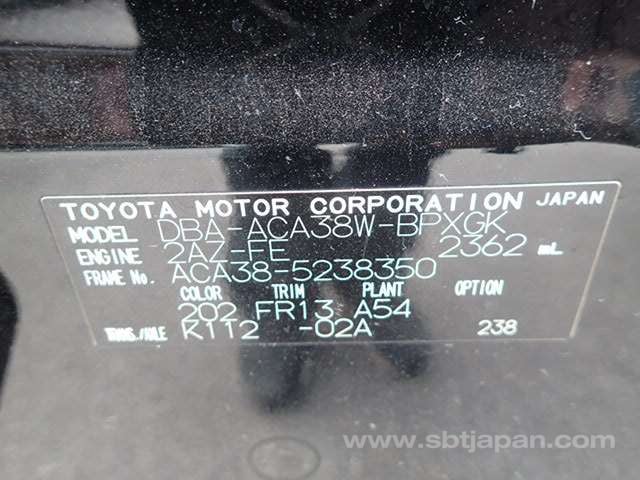 TOYOTA MOTOR CORPORATION JAPAN
MODEL DBA-ACA38W-BPXGK
ENGINE 2AZ-FE 2362 mL
FRAME No. ACA38-5238350
COLOR TRIM PLANT OPTION
202 FR13 A54
TRANS./AXLE K112 -02A 238
www.sbtjapan.com